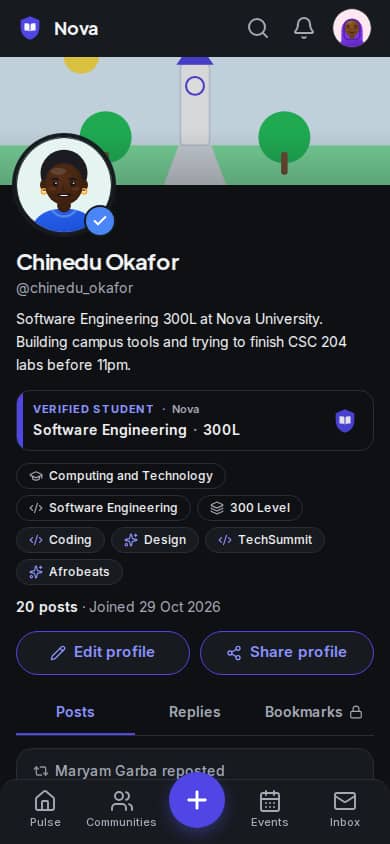 Nova
Chinedu Okafor
@chinedu_okafor
Software Engineering 300L at Nova University.
Building campus tools and trying to finish CSC 204
labs before 11pm.
VERIFIED STUDENT · Nova
Software Engineering · 300L
Computing and Technology
Software Engineering 300 Level
Coding Design TechSummit
Afrobeats
20 posts · Joined 29 Oct 2026
Edit profile Share profile
Posts Replies Bookmarks
Maryam Garba reposted
Pulse Communities Events Inbox